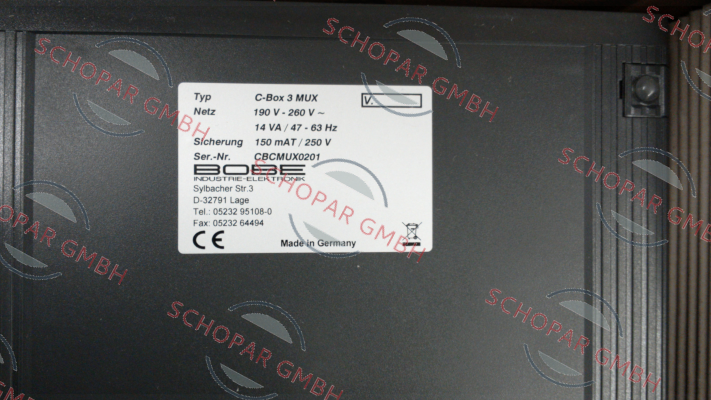 Typ C-Box 3 MUX V.
Netz 190 V - 260 V ~
14 VA / 47 - 63 Hz
Sicherung 150 mAT / 250 V
Ser.-Nr. CBCMUX0201
BOBE
INDUSTRIE-ELEKTRONIK
Sylbacher Str.3
D-32791 Lage
Tel.: 05232 95108-0
Fax: 05232 64494
CE Made in Germany
SCHOPAR GMBH
SCHOPAR GMBH
SCHOPAR GMBH
SCHOPAR GMBH
SCHOPAR GMBH
SCHOPAR GMBH
SCHOPAR GMBH
SCHOPAR GMBH